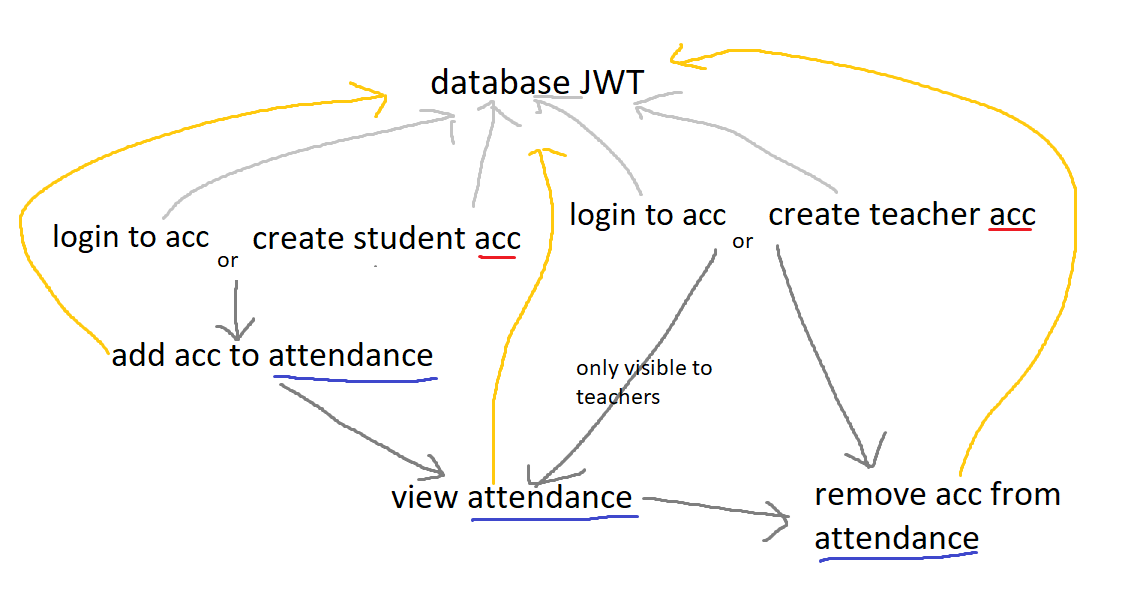 database JWT
login to acc
or
create student acc
login to acc
or
create teacher acc
add acc to attendance
only visible to
teachers
view attendance
remove acc from
attendance